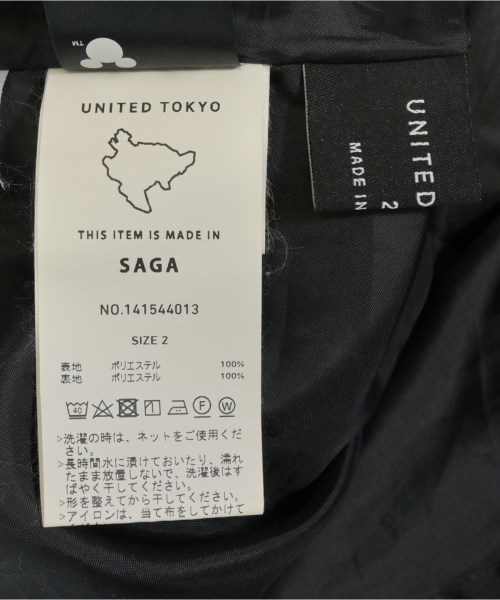 TM
UNITED TOKYO
THIS ITEM IS MADE IN
SAGA
NO.141544013
SIZE 2
表地 ポリエステル 100%
裏地 ポリエステル 100%
40 F W
>洗濯の時は、ネットをご使用くだ
さい。
>長時間水に漬けておいたり、濡れ
たまま放置しないで、洗濯後はす
ばやく干してください。
>形を整えてから干してください。
>アイロンは、当て布をしてかけて
UNITED
2
MADE IN